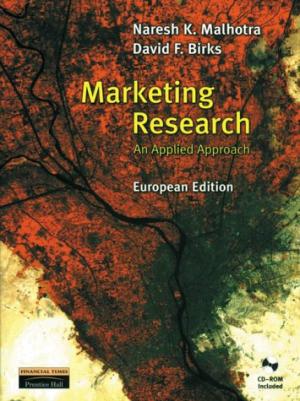 Naresh K. Malhotra
David F. Birks
Marketing
Research
An Applied Approach
European Edition
FINANCIAL TIMES
Prentice Hall
CD-ROM
Included